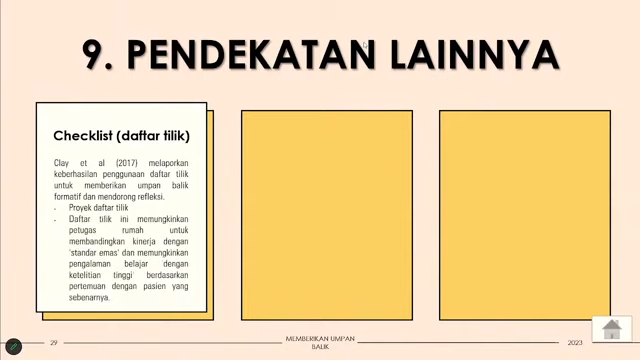 9. PENDEKATAN LAINNYA
Checklist (daftar tilik)
Clay et al (2017) melaporkan
keberhasilan penggunaan daftar tilik
untuk memberikan umpan balik
formatif dan mendorong refleksi.
- Proyek daftar tilik
- Daftar tilik ini memungkinkan
petugas rumah untuk
membandingkan kinerja dengan
'standar emas' dan memungkinkan
pengalaman belajar dengan
ketelitian tinggi berdasarkan
pertemuan dengan pasien yang
sebenarnya.
29
MEMBERIKAN UMPAN
BALIK
2023